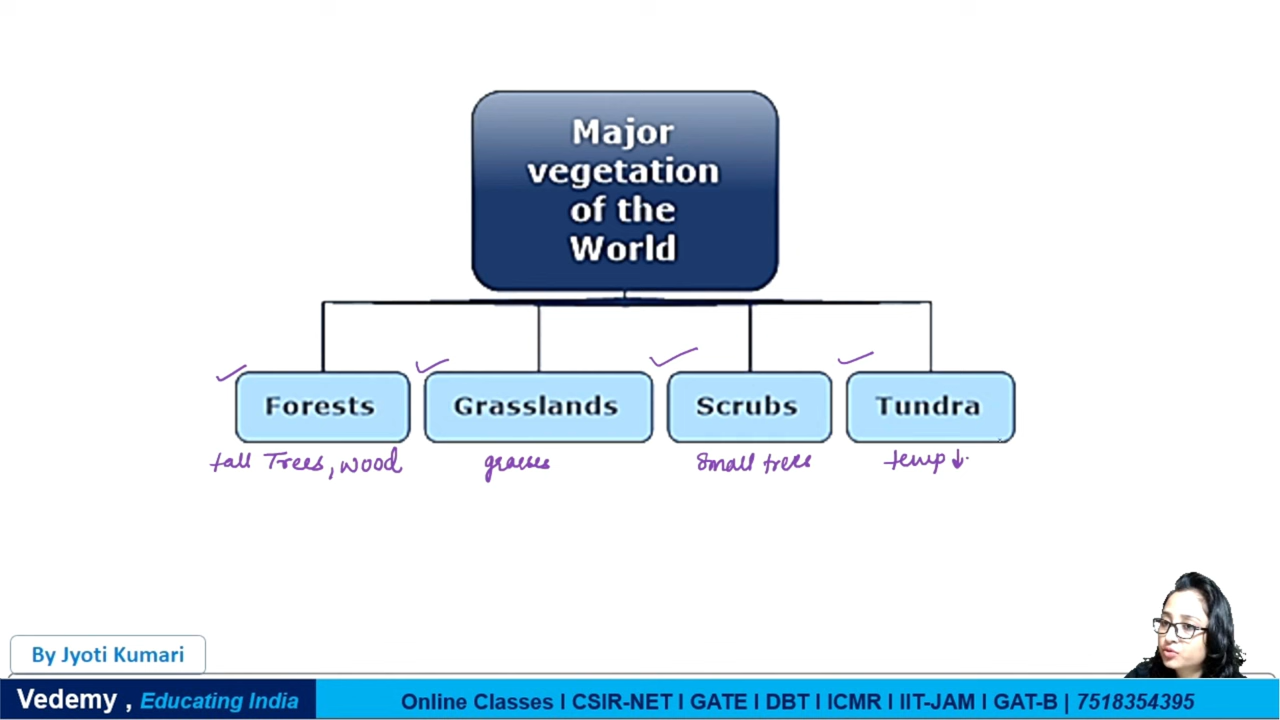 Major
vegetation
of the
World
Forests
Grasslands
Scrubs
Tundra
tall Trees, wood
grasses
small trees
temp ↓
By Jyoti Kumari
Vedemy , Educating India
Online Classes I CSIR-NET I GATE I DBT I ICMR I IIT-JAM I GAT-B | 7518354395